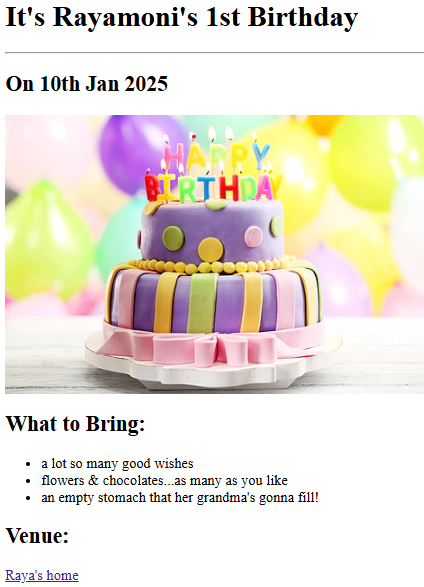 It's Rayamoni's 1st Birthday
On 10th Jan 2025
HAPPY
BIRTHDAY
What to Bring:
a lot so many good wishes
flowers & chocolates...as many as you like
an empty stomach that her grandma's gonna fill!
Venue:
Raya's home